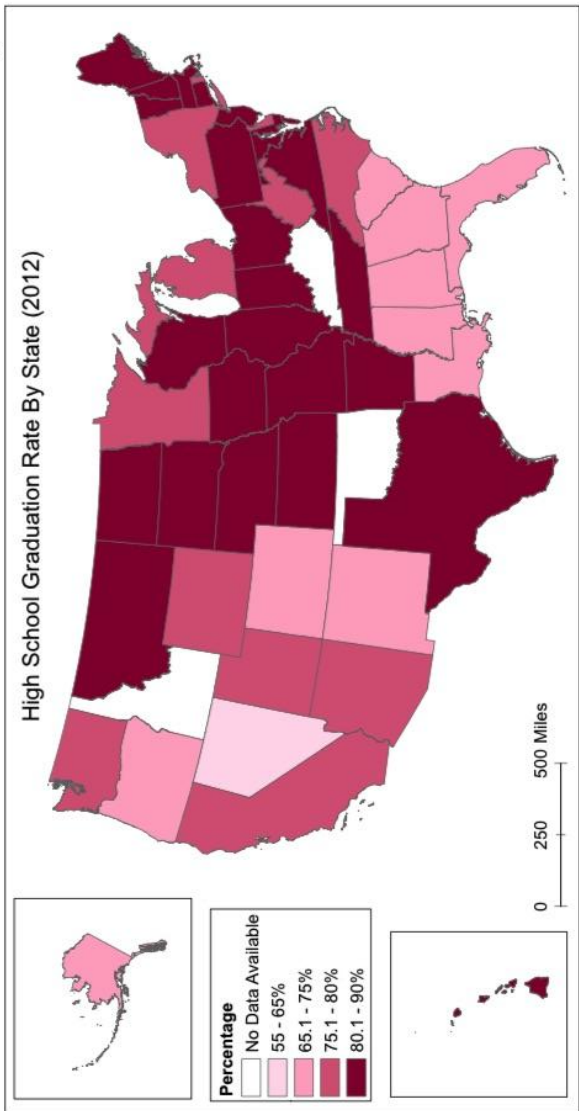 High School Graduation Rate By State (2012)
Percentage
No Data Available
55 - 65%
65.1 - 75%
75.1 - 80%
80.1 - 90%
0 250 500 Miles